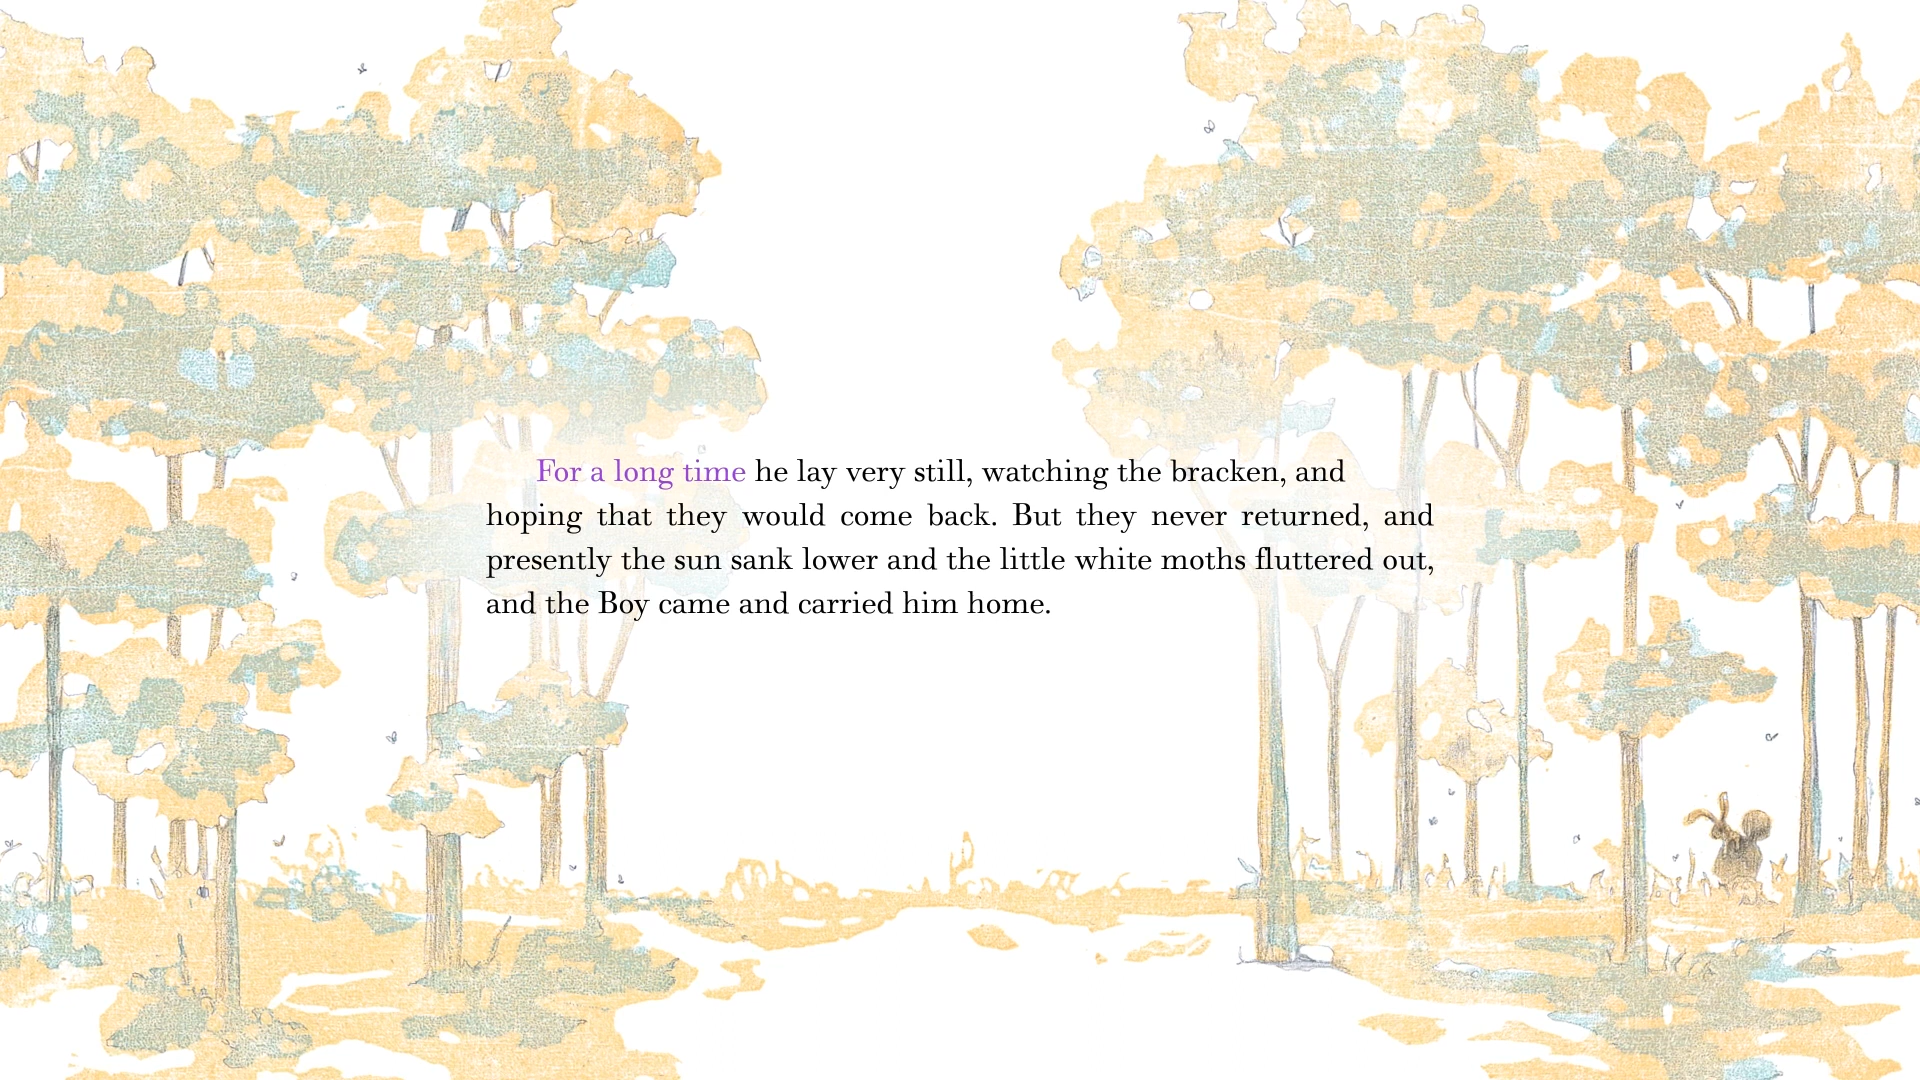 For a long time he lay very still, watching the bracken, and
hoping that they would come back. But they never returned, and
presently the sun sank lower and the little white moths fluttered out,
and the Boy came and carried him home.